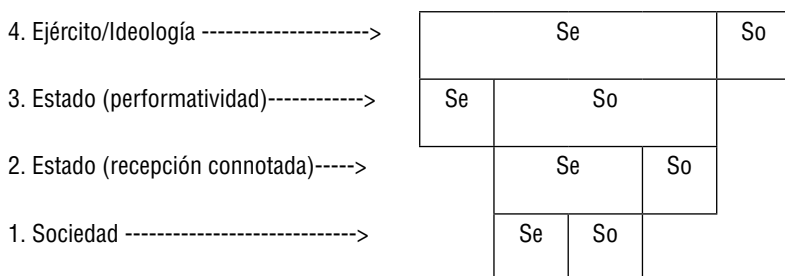 4. Ejército/Ideología ---------------------> Se So
3. Estado (performatividad)------------> Se So
2. Estado (recepción connotada)-----> Se So
1. Sociedad -----------------------------> Se So